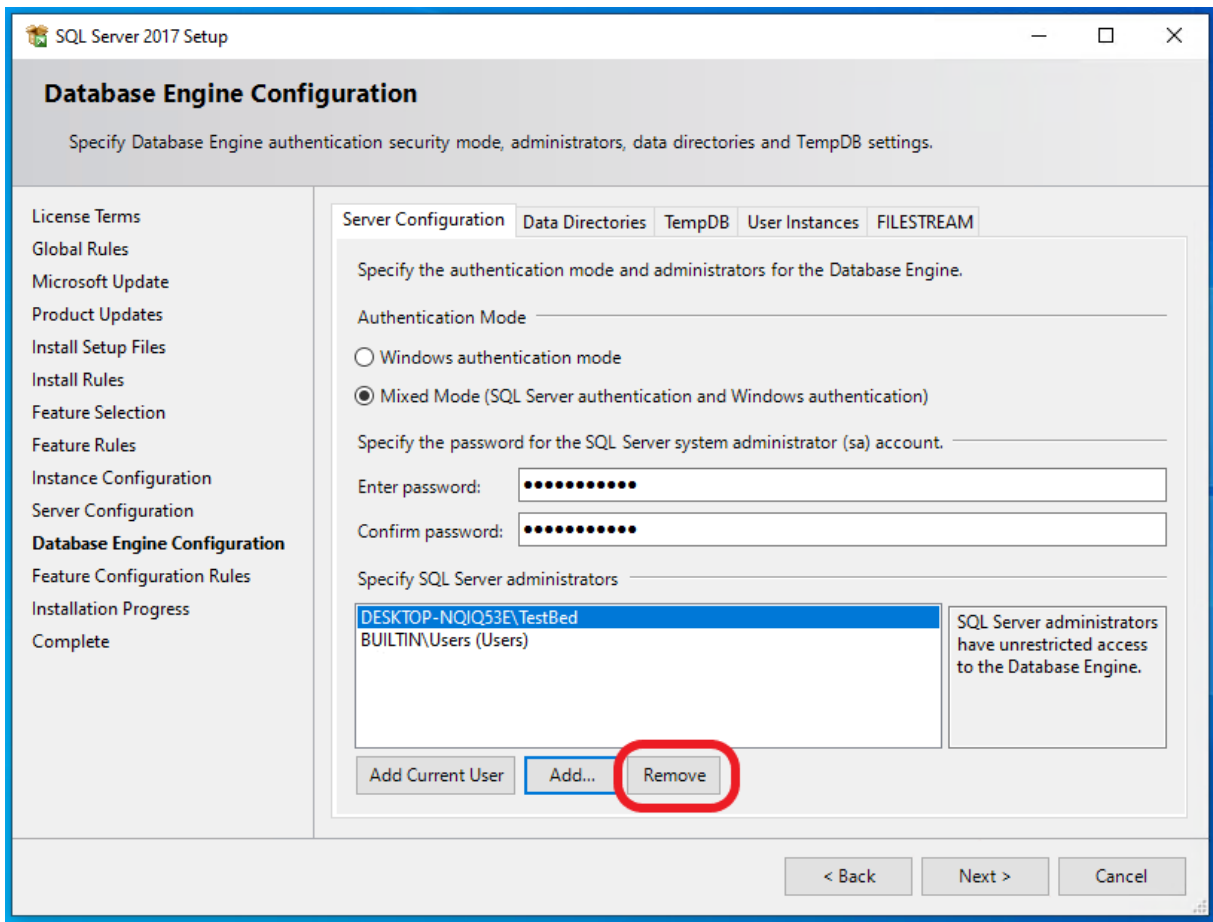 SQL Server 2017 Setup
Database Engine Configuration
Specify Database Engine authentication security mode, administrators, data directories and TempDB settings.
License Terms
Global Rules
Microsoft Update
Product Updates
Install Setup Files
Install Rules
Feature Selection
Feature Rules
Instance Configuration
Server Configuration
Database Engine Configuration
Feature Configuration Rules
Installation Progress
Complete
Server Configuration Data Directories TempDB User Instances FILESTREAM
Specify the authentication mode and administrators for the Database Engine.
Authentication Mode
Windows authentication mode
Mixed Mode (SQL Server authentication and Windows authentication)
Specify the password for the SQL Server system administrator (sa) account.
Enter password: ●●●●●●●●●●●
Confirm password: ●●●●●●●●●●●
Specify SQL Server administrators
DESKTOP-NQIQ53E\TestBed
BUILTIN\Users (Users)
SQL Server administrators
have unrestricted access
to the Database Engine.
Add Current User Add... Remove
< Back Next > Cancel